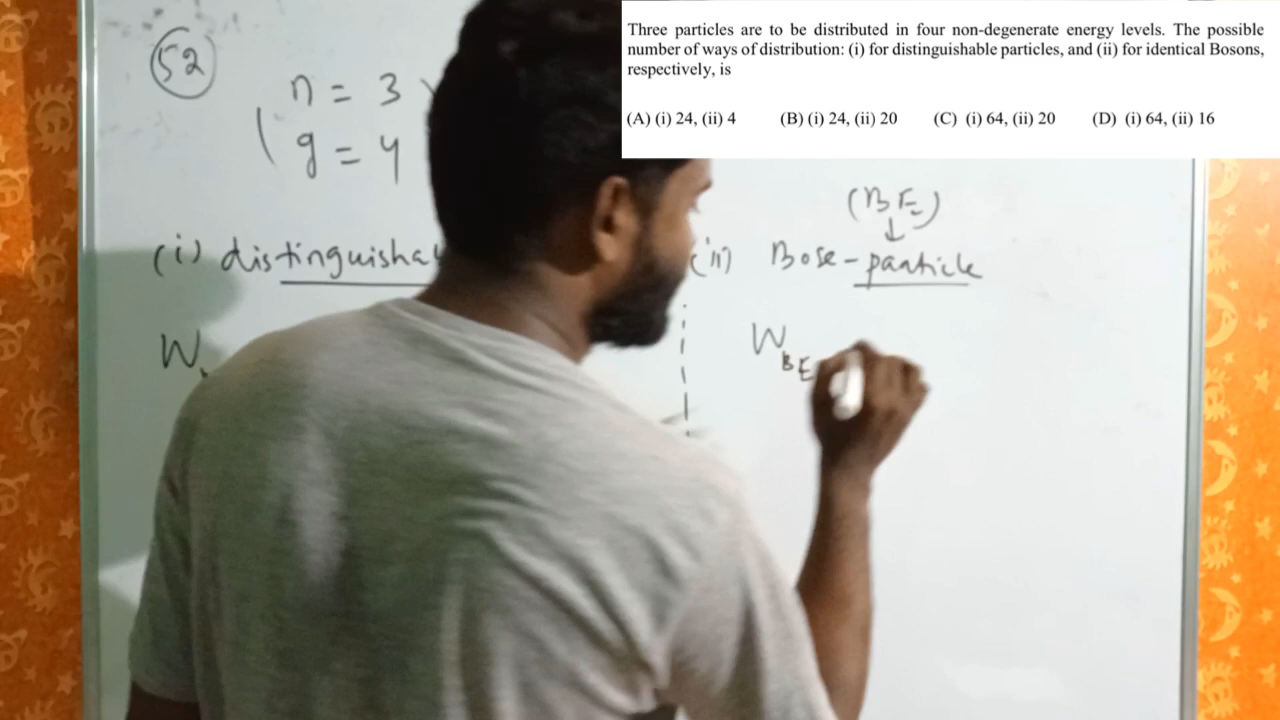 Three particles are to be distributed in four non-degenerate energy levels. The possible
number of ways of distribution: (i) for distinguishable particles, and (ii) for identical Bosons,
respectively, is
(A) (i) 24, (ii) 4 (B) (i) 24, (ii) 20 (C) (i) 64, (ii) 20 (D) (i) 64, (ii) 16
52
n = 3
g = 4
(BE)
↓
(i) distinguisha
(ii) Bose-particle
W
W BE